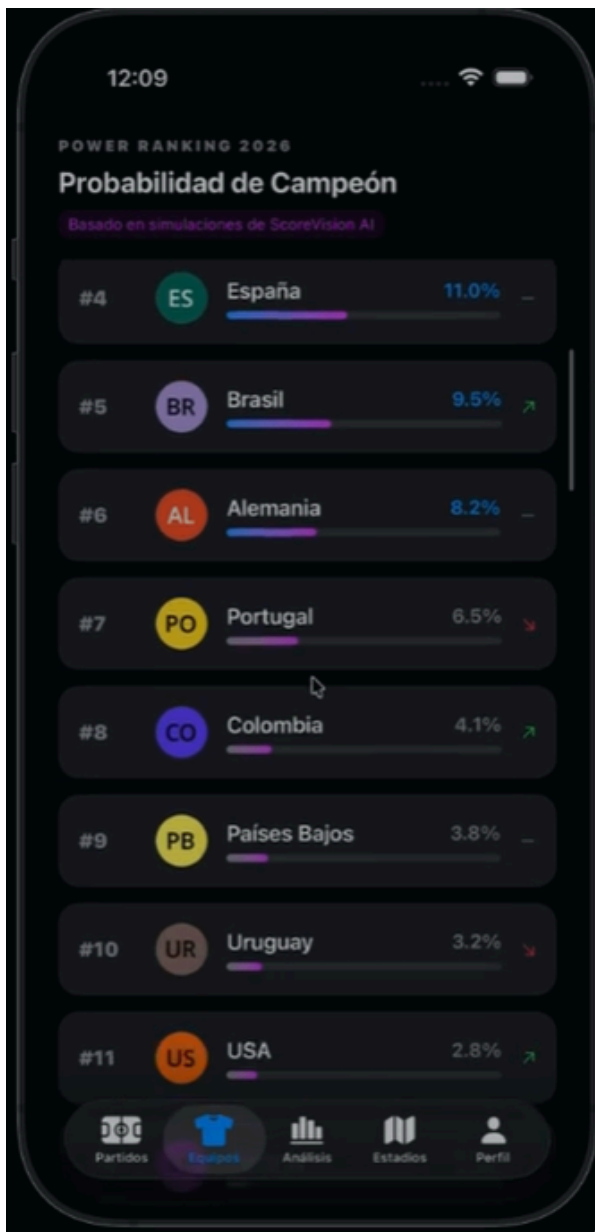 12:09
POWER RANKING 2026
Probabilidad de Campeón
Basado en simulaciones de ScoreVision AI
#4 ES España 11.0%
#5 BR Brasil 9.5%
#6 AL Alemania 8.2%
#7 PO Portugal 6.5%
#8 CO Colombia 4.1%
#9 PB Países Bajos 3.8%
#10 UR Uruguay 3.2%
#11 US USA 2.8%
Partidos Equipos Análisis Estadios Perfil